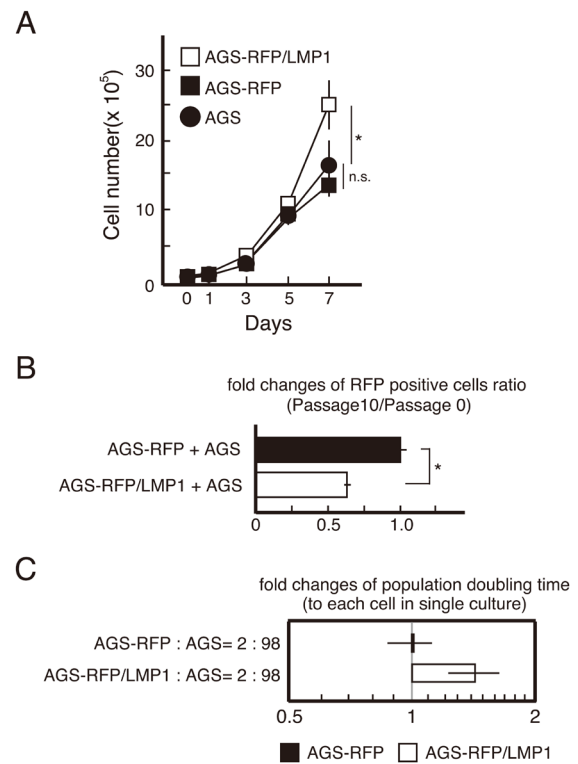 A
Cell number(x 10⁵)
30
20
10
0
AGS-RFP/LMP1
AGS-RFP
AGS
*
n.s.
0 1 3 5 7
Days
B
fold changes of RFP positive cells ratio
(Passage10/Passage 0)
AGS-RFP + AGS
AGS-RFP/LMP1 + AGS
*
0 0.5 1.0
C
fold changes of population doubling time
(to each cell in single culture)
AGS-RFP : AGS= 2 : 98
AGS-RFP/LMP1 : AGS= 2 : 98
0.5 1 2
AGS-RFP AGS-RFP/LMP1